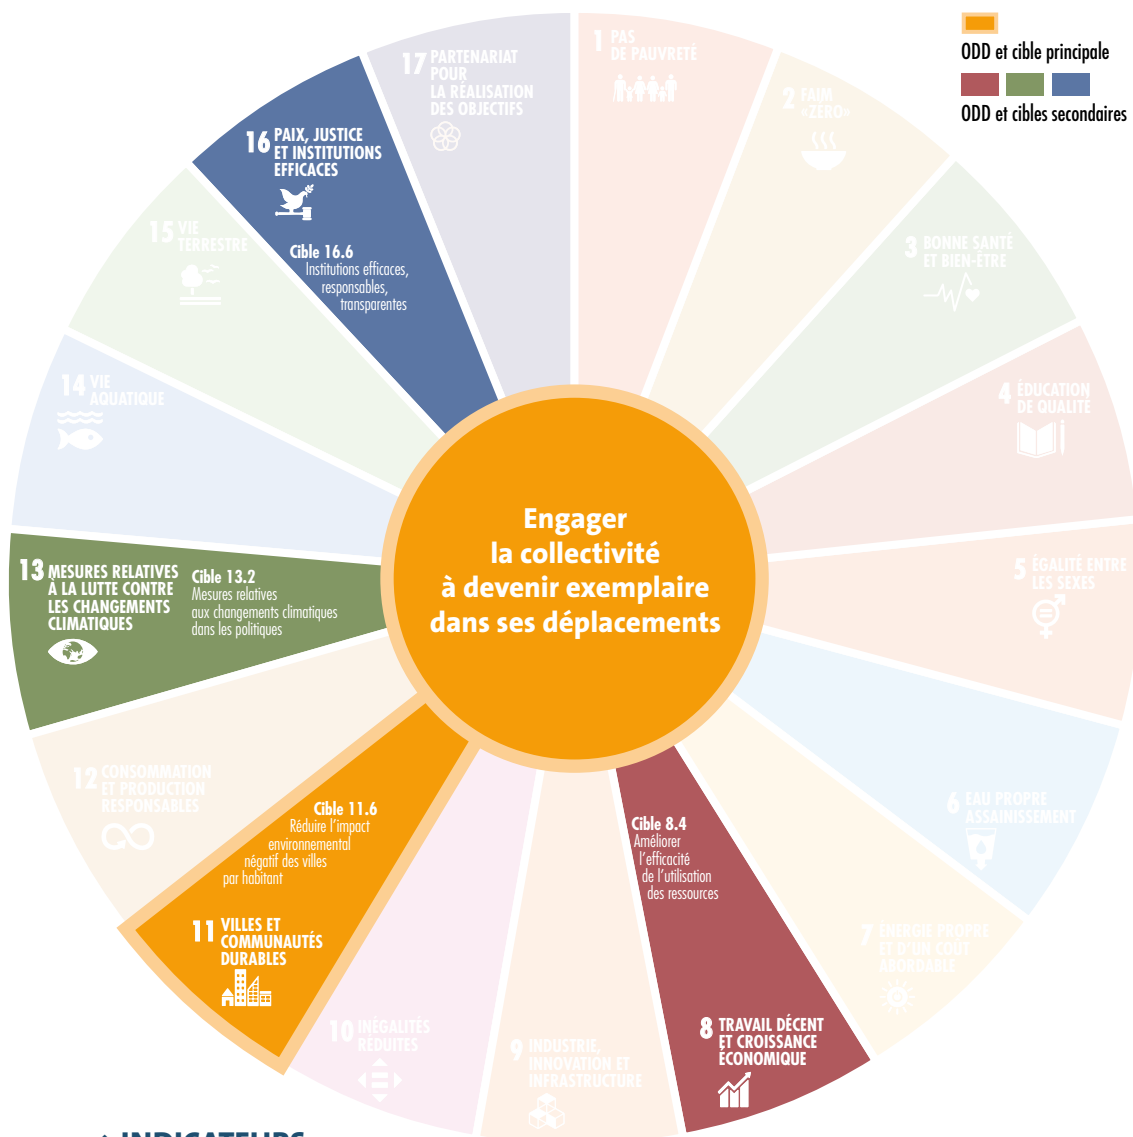 ODD et cible principale
ODD et cibles secondaires
1 PAS
DE PAUVRETÉ
2 FAIM
«ZÉRO»
3 BONNE SANTÉ
ET BIEN-ÊTRE
4 ÉDUCATION
DE QUALITÉ
5 ÉGALITÉ ENTRE
LES SEXES
6 EAU PROPRE
ASSAINISSEMENT
7 ÉNERGIE PROPRE
ET D'UN COÛT
ABORDABLE
8 TRAVAIL DÉCENT
ET CROISSANCE
ÉCONOMIQUE
Cible 8.4
Améliorer
l'efficacité
de l'utilisation
des ressources
9 INDUSTRIE,
INNOVATION ET
INFRASTRUCTURE
10 INÉGALITÉS
RÉDUITES
11 VILLES ET
COMMUNAUTÉS
DURABLES
Cible 11.6
Réduire l'impact
environnemental
négatif des villes
par habitant
12 CONSOMMATION
ET PRODUCTION
RESPONSABLES
13 MESURES RELATIVES
À LA LUTTE CONTRE
LES CHANGEMENTS
CLIMATIQUES
Cible 13.2
Mesures relatives
aux changements climatiques
dans les politiques
14 VIE
AQUATIQUE
15 VIE
TERRESTRE
16 PAIX, JUSTICE
ET INSTITUTIONS
EFFICACES
Cible 16.6
Institutions efficaces,
responsables,
transparentes
17 PARTENARIAT
POUR
LA RÉALISATION
DES OBJECTIFS
Engager
la collectivité
à devenir exemplaire
dans ses déplacements
INDICATEURS